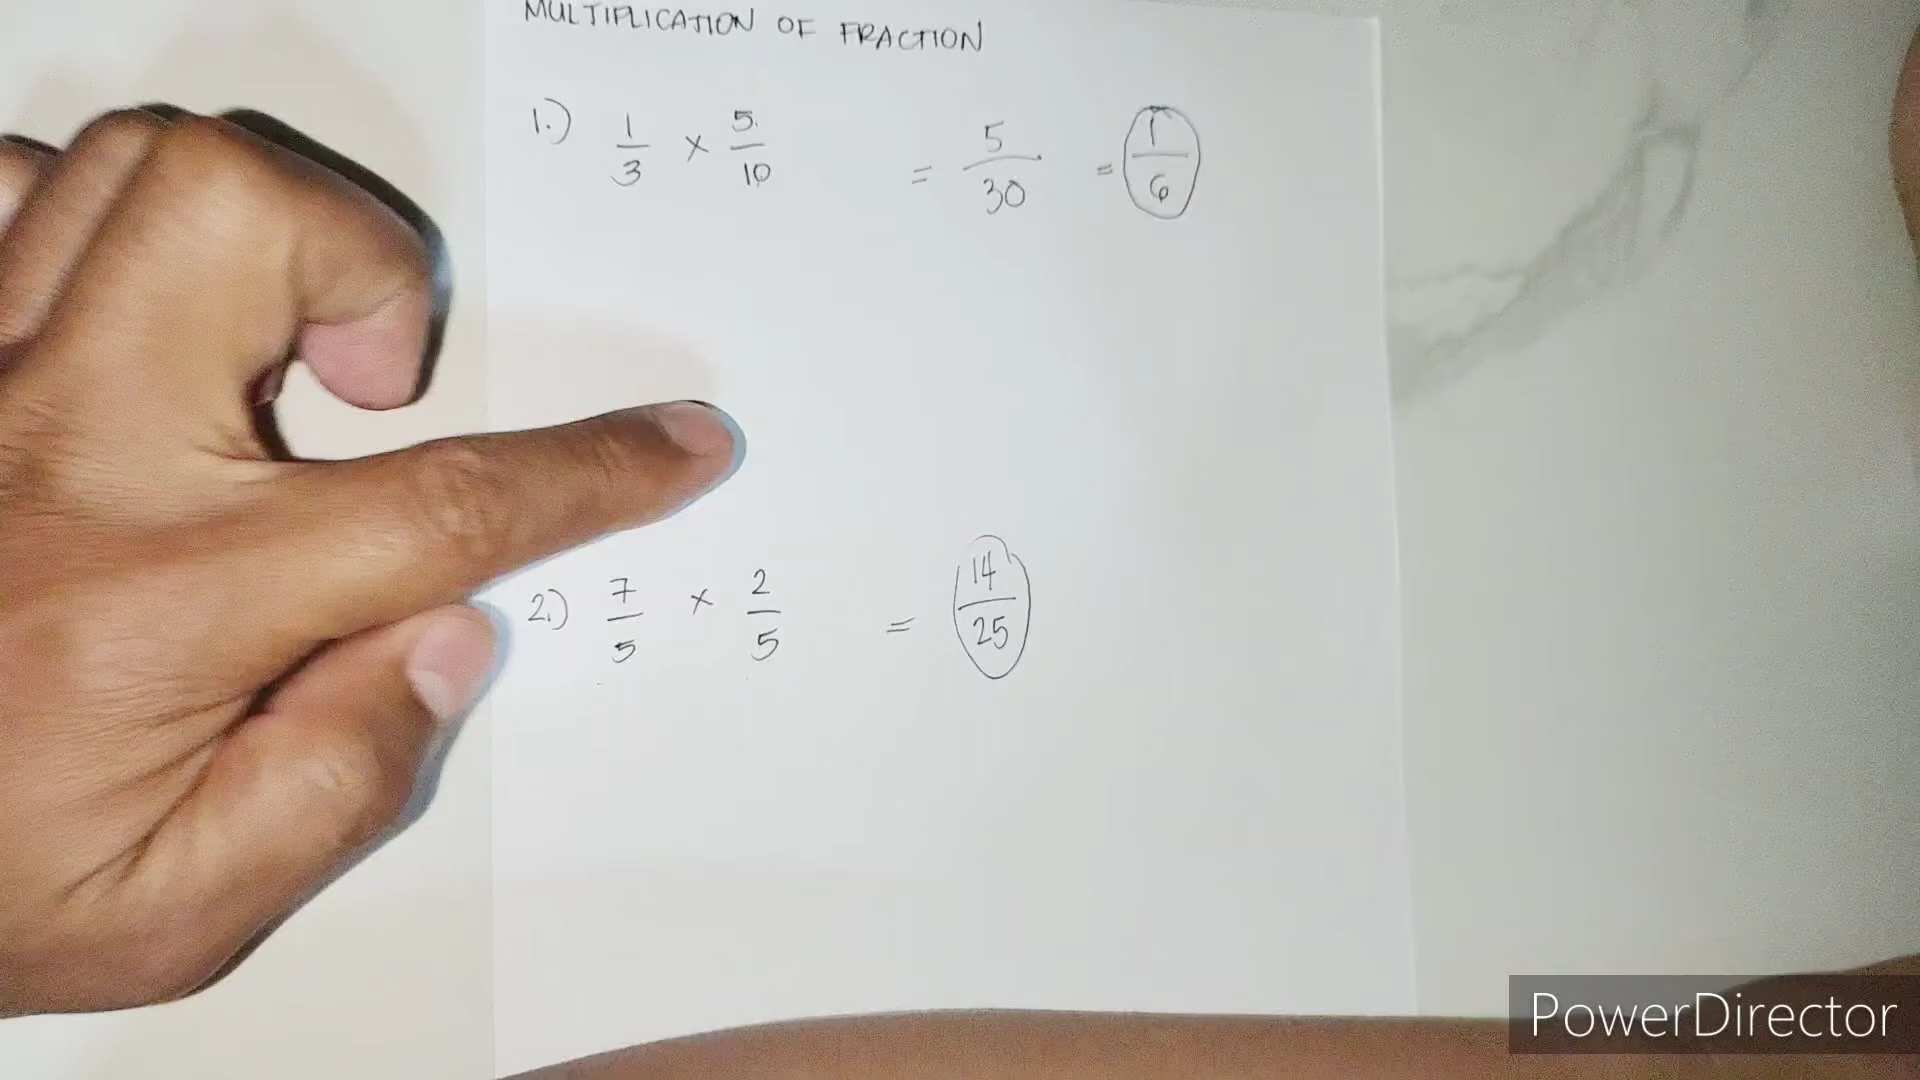 MULTIPLICATION OF FRACTION
1.) 1/3 × 5/10 = 5/30 = 1/6
2.) 7/5 × 2/5 = 14/25
PowerDirector